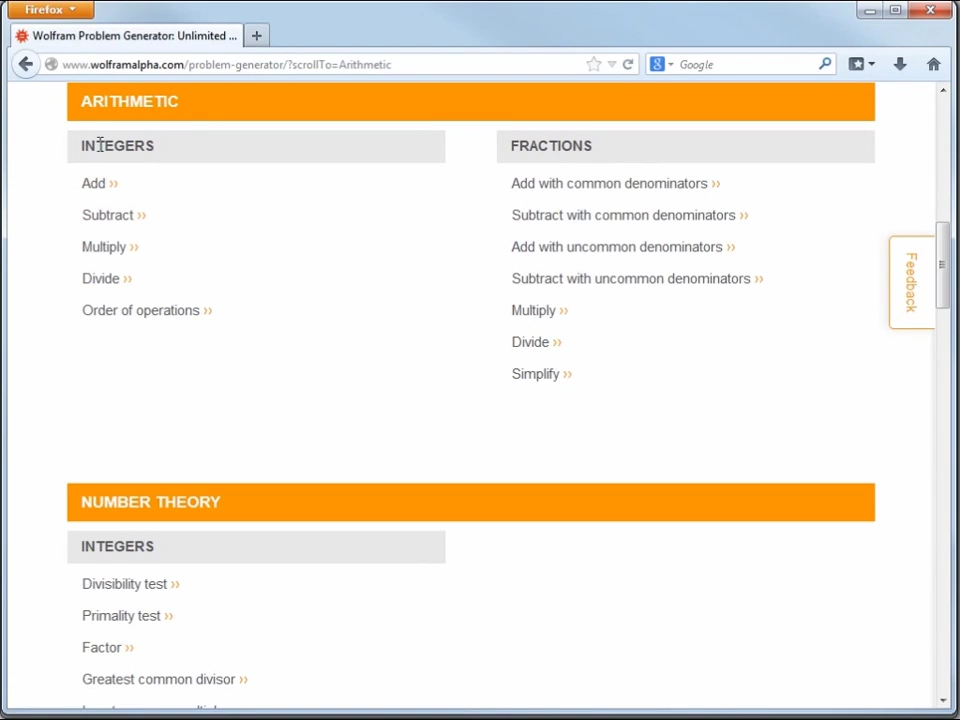 Firefox
Wolfram Problem Generator: Unlimited ...
www.wolframalpha.com/problem-generator/?scrollTo=Arithmetic
Google
ARITHMETIC
INTEGERS
Add ››
Subtract ››
Multiply ››
Divide ››
Order of operations ››
FRACTIONS
Add with common denominators ››
Subtract with common denominators ››
Add with uncommon denominators ››
Subtract with uncommon denominators ››
Multiply ››
Divide ››
Simplify ››
Feedback
NUMBER THEORY
INTEGERS
Divisibility test ››
Primality test ››
Factor ››
Greatest common divisor ››